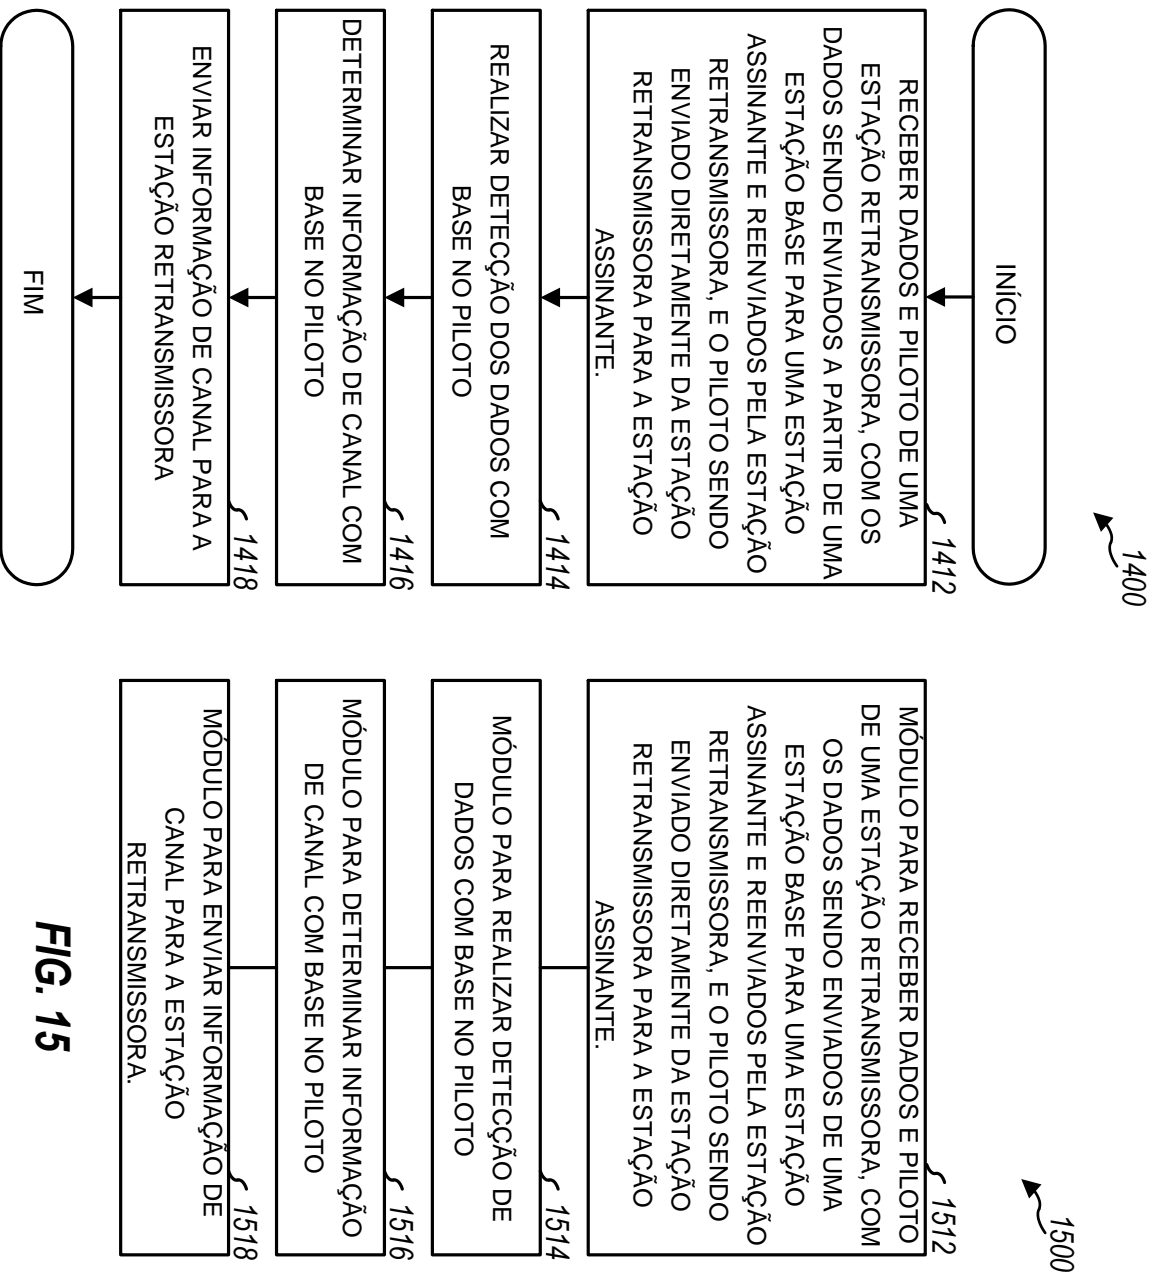 1400
INÍCIO
RECEBER DADOS E PILOTO DE UMA
ESTAÇÃO RETRANSMISSORA, COM OS
DADOS SENDO ENVIADOS A PARTIR DE UMA
ESTAÇÃO BASE PARA UMA ESTAÇÃO
ASSINANTE E REENVIADOS PELA ESTAÇÃO
RETRANSMISSORA, E O PILOTO SENDO
ENVIADO DIRETAMENTE DA ESTAÇÃO
RETRANSMISSORA PARA A ESTAÇÃO
ASSINANTE.
1412
REALIZAR DETECÇÃO DOS DADOS COM
BASE NO PILOTO
1414
DETERMINAR INFORMAÇÃO DE CANAL COM
BASE NO PILOTO
1416
ENVIAR INFORMAÇÃO DE CANAL PARA A
ESTAÇÃO RETRANSMISSORA
1418
FIM
1500
MÓDULO PARA RECEBER DADOS E PILOTO
DE UMA ESTAÇÃO RETRANSMISSORA, COM
OS DADOS SENDO ENVIADOS DE UMA
ESTAÇÃO BASE PARA UMA ESTAÇÃO
ASSINANTE E REENVIADOS PELA ESTAÇÃO
RETRANSMISSORA, E O PILOTO SENDO
ENVIADO DIRETAMENTE DA ESTAÇÃO
RETRANSMISSORA PARA A ESTAÇÃO
ASSINANTE.
1512
MÓDULO PARA REALIZAR DETECÇÃO DE
DADOS COM BASE NO PILOTO
1514
MÓDULO PARA DETERMINAR INFORMAÇÃO
DE CANAL COM BASE NO PILOTO
1516
MÓDULO PARA ENVIAR INFORMAÇÃO DE
CANAL PARA A ESTAÇÃO
RETRANSMISSORA.
1518
FIG. 15